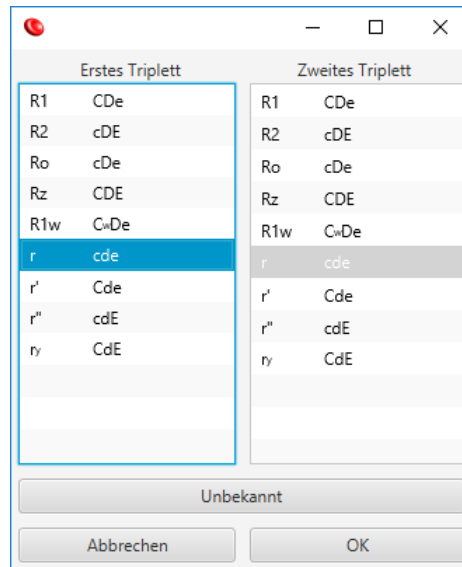 Erstes Triplett Zweites Triplett
R1 CDe R1 CDe
R2 cDE R2 cDE
Ro cDe Ro cDe
Rz CDE Rz CDE
R1w CwDe R1w CwDe
r cde r cde
r' Cde r' Cde
r" cdE r" cdE
ry CdE ry CdE
Unbekannt
Abbrechen OK